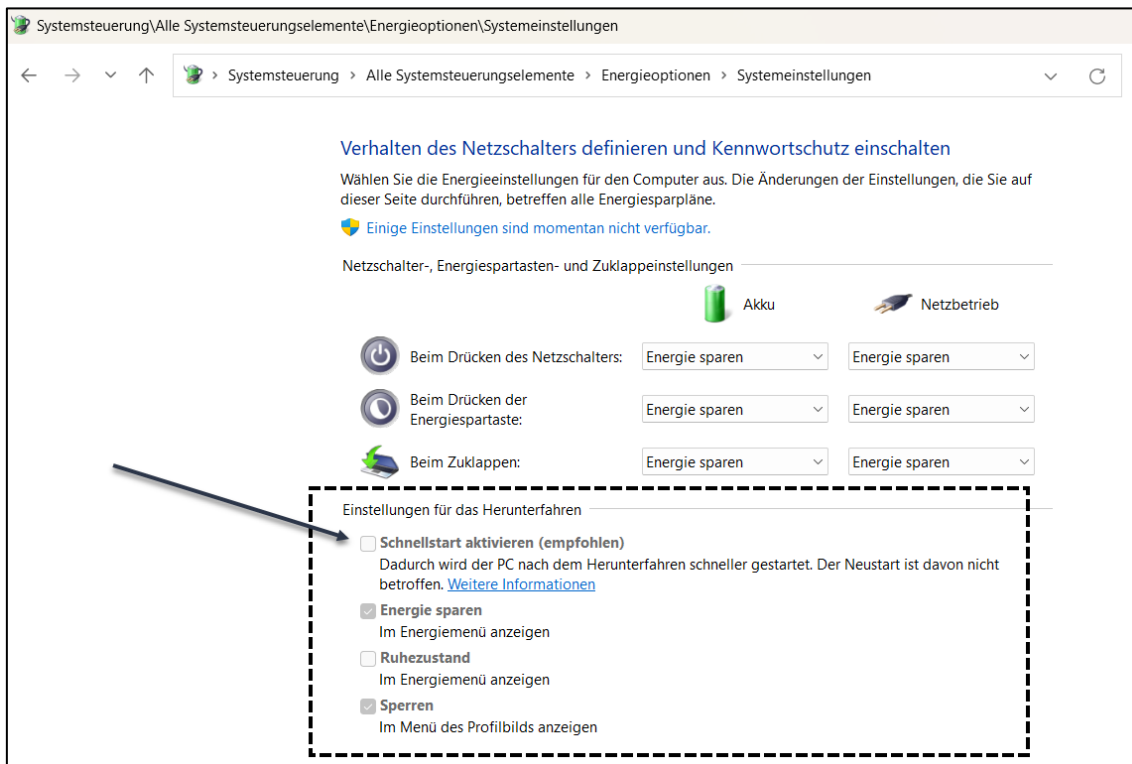 Systemsteuerung\Alle Systemsteuerungselemente\Energieoptionen\Systemeinstellungen
Systemsteuerung > Alle Systemsteuerungselemente > Energieoptionen > Systemeinstellungen
Verhalten des Netzschalters definieren und Kennwortschutz einschalten
Wählen Sie die Energieeinstellungen für den Computer aus. Die Änderungen der Einstellungen, die Sie auf
dieser Seite durchführen, betreffen alle Energiesparpläne.
Einige Einstellungen sind momentan nicht verfügbar.
Netzschalter-, Energiespartasten- und Zuklappeinstellungen
Akku Netzbetrieb
Beim Drücken des Netzschalters: Energie sparen Energie sparen
Beim Drücken der
Energiespartaste: Energie sparen Energie sparen
Beim Zuklappen: Energie sparen Energie sparen
Einstellungen für das Herunterfahren
Schnellstart aktivieren (empfohlen)
Dadurch wird der PC nach dem Herunterfahren schneller gestartet. Der Neustart ist davon nicht
betroffen. Weitere Informationen
Energie sparen
Im Energiemenü anzeigen
Ruhezustand
Im Energiemenü anzeigen
Sperren
Im Menü des Profilbilds anzeigen